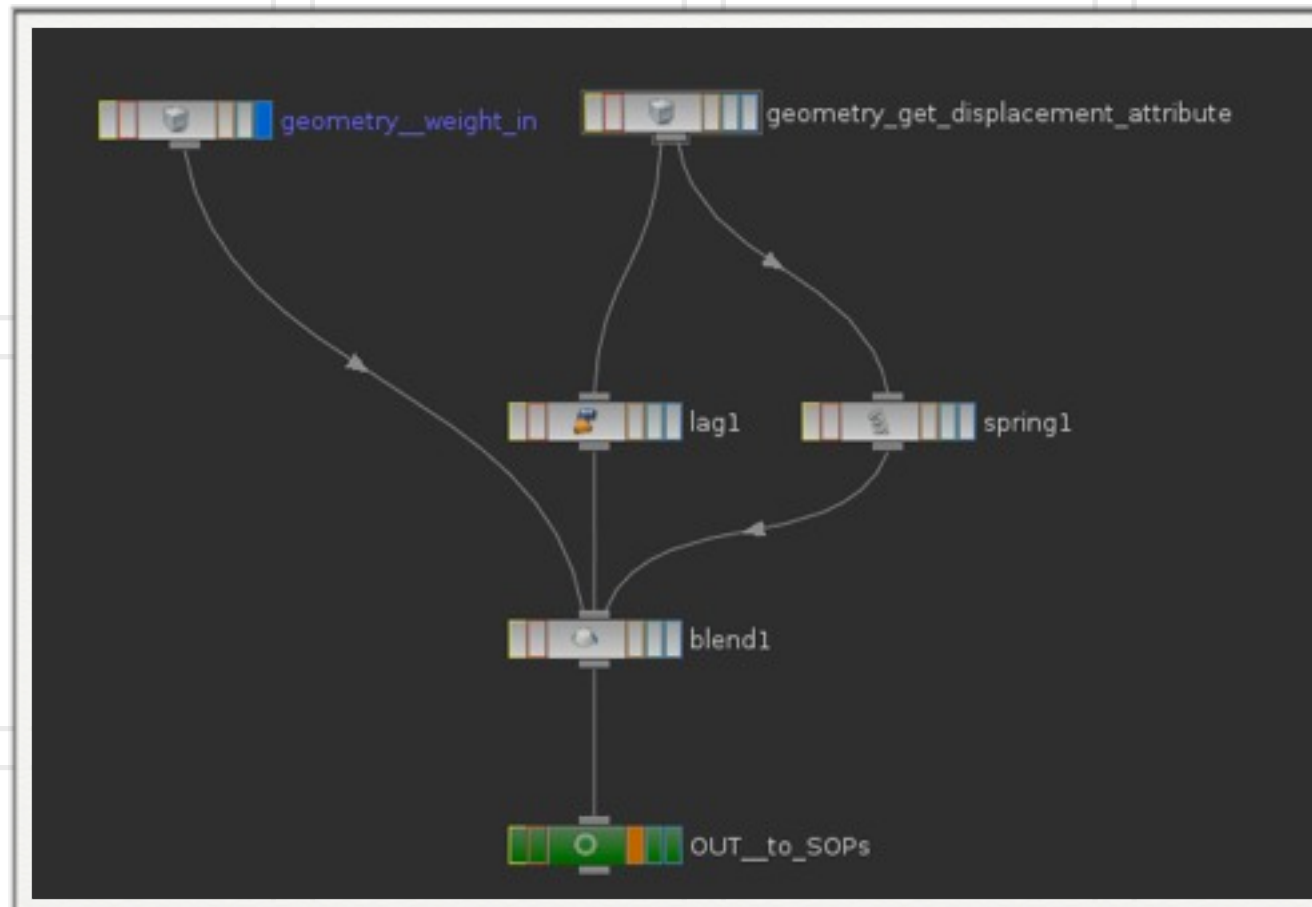 geometry__weight_in
geometry_get_displacement_attribute
lag1
spring1
blend1
OUT__to_SOPs